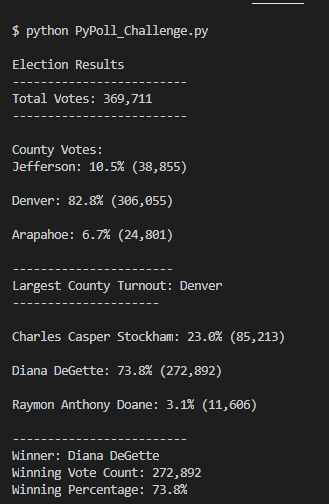 $ python PyPoll_Challenge.py
Election Results
-------------------------
Total Votes: 369,711
-------------------------
County Votes:
Jefferson: 10.5% (38,855)
Denver: 82.8% (306,055)
Arapahoe: 6.7% (24,801)
-----------------------
Largest County Turnout: Denver
---------------------
Charles Casper Stockham: 23.0% (85,213)
Diana DeGette: 73.8% (272,892)
Raymon Anthony Doane: 3.1% (11,606)
-------------------------
Winner: Diana DeGette
Winning Vote Count: 272,892
Winning Percentage: 73.8%